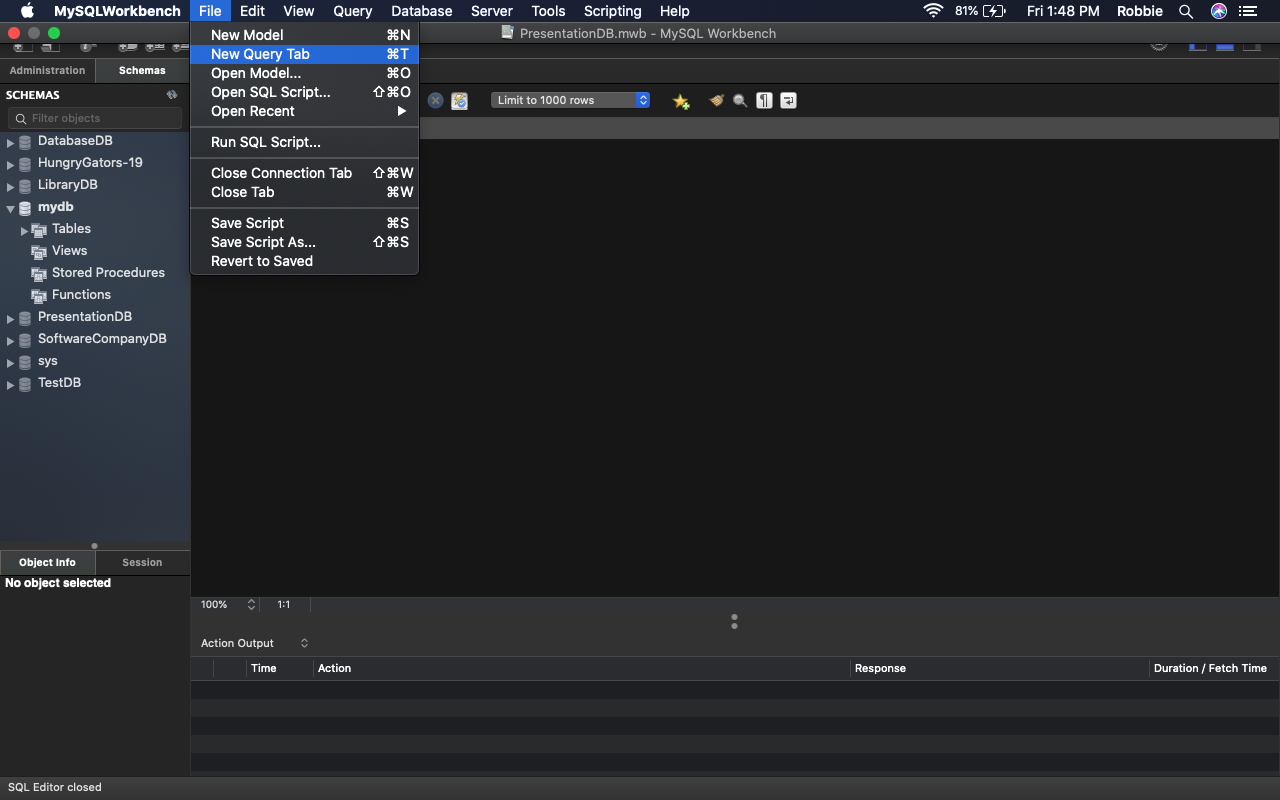 MySQLWorkbench File Edit View Query Database Server Tools Scripting Help 81% Fri 1:48 PM Robbie
PresentationDB.mwb - MySQL Workbench
New Model ⌘N
New Query Tab ⌘T
Open Model... ⌘O
Open SQL Script... ⇧⌘O
Open Recent ▶
Run SQL Script...
Close Connection Tab ⇧⌘W
Close Tab ⌘W
Save Script ⌘S
Save Script As... ⇧⌘S
Revert to Saved
Administration Schemas
SCHEMAS
Filter objects
DatabaseDB
HungryGators-19
LibraryDB
mydb
Tables
Views
Stored Procedures
Functions
PresentationDB
SoftwareCompanyDB
sys
TestDB
Limit to 1000 rows
Object Info Session
No object selected
100% 1:1
Action Output
Time Action Response Duration / Fetch Time
SQL Editor closed